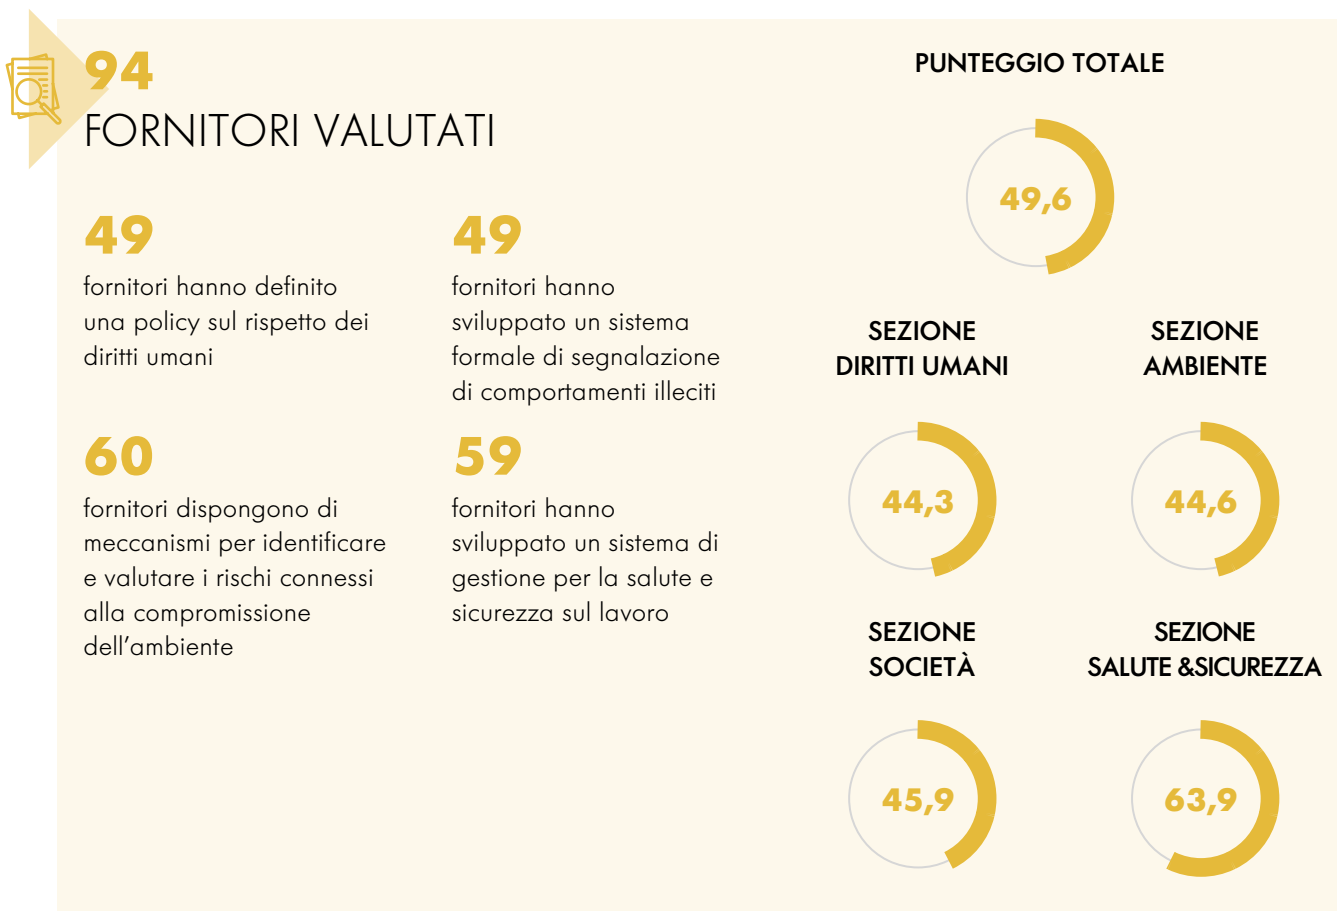 94
FORNITORI VALUTATI
49
fornitori hanno definito
una policy sul rispetto dei
diritti umani
49
fornitori hanno
sviluppato un sistema
formale di segnalazione
di comportamenti illeciti
60
fornitori dispongono di
meccanismi per identificare
e valutare i rischi connessi
alla compromissione
dell’ambiente
59
fornitori hanno
sviluppato un sistema di
gestione per la salute e
sicurezza sul lavoro
PUNTEGGIO TOTALE
49,6
SEZIONE
DIRITTI UMANI
44,3
SEZIONE
AMBIENTE
44,6
SEZIONE
SOCIETÀ
45,9
SEZIONE
SALUTE &SICUREZZA
63,9